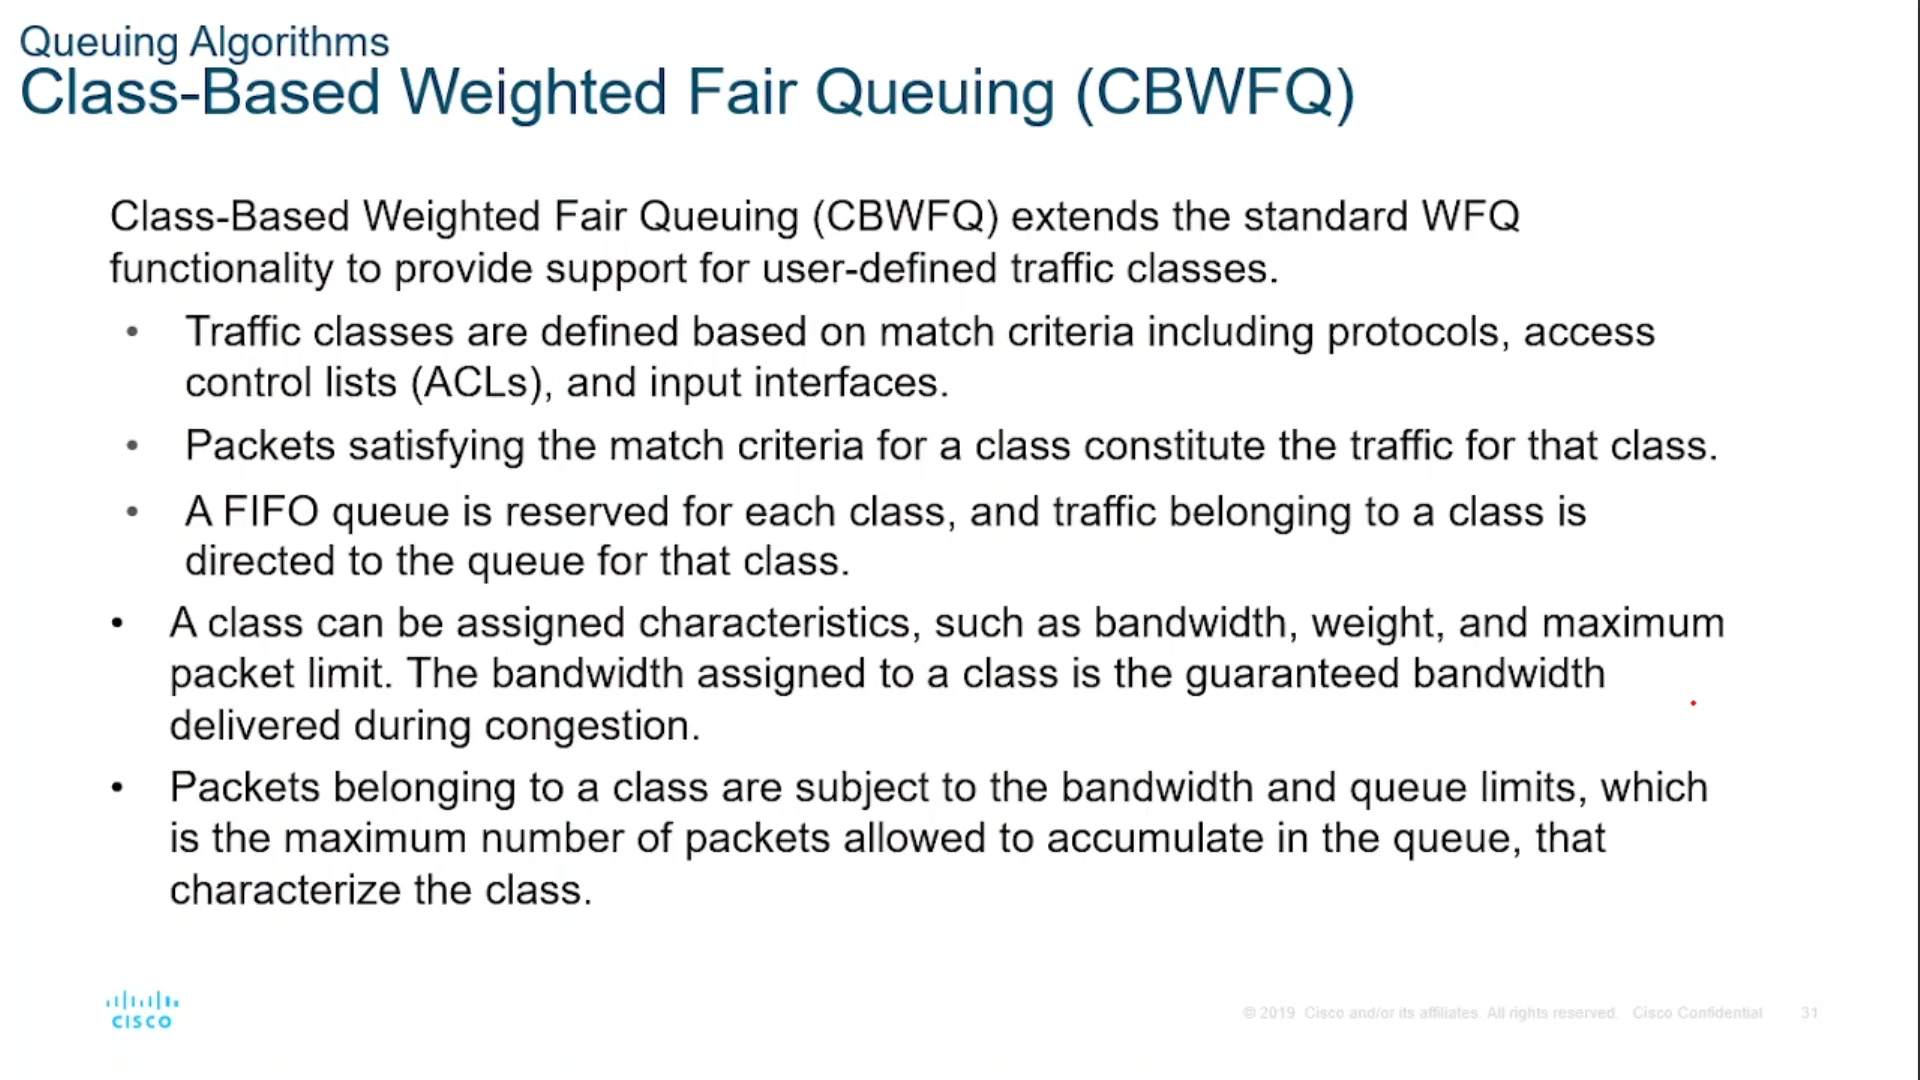 Queuing Algorithms
Class-Based Weighted Fair Queuing (CBWFQ)
Class-Based Weighted Fair Queuing (CBWFQ) extends the standard WFQ
functionality to provide support for user-defined traffic classes.
• Traffic classes are defined based on match criteria including protocols, access
control lists (ACLs), and input interfaces.
• Packets satisfying the match criteria for a class constitute the traffic for that class.
• A FIFO queue is reserved for each class, and traffic belonging to a class is
directed to the queue for that class.
• A class can be assigned characteristics, such as bandwidth, weight, and maximum
packet limit. The bandwidth assigned to a class is the guaranteed bandwidth
delivered during congestion.
• Packets belonging to a class are subject to the bandwidth and queue limits, which
is the maximum number of packets allowed to accumulate in the queue, that
characterize the class.
CISCO
© 2019 Cisco and/or its affiliates. All rights reserved. Cisco Confidential 31